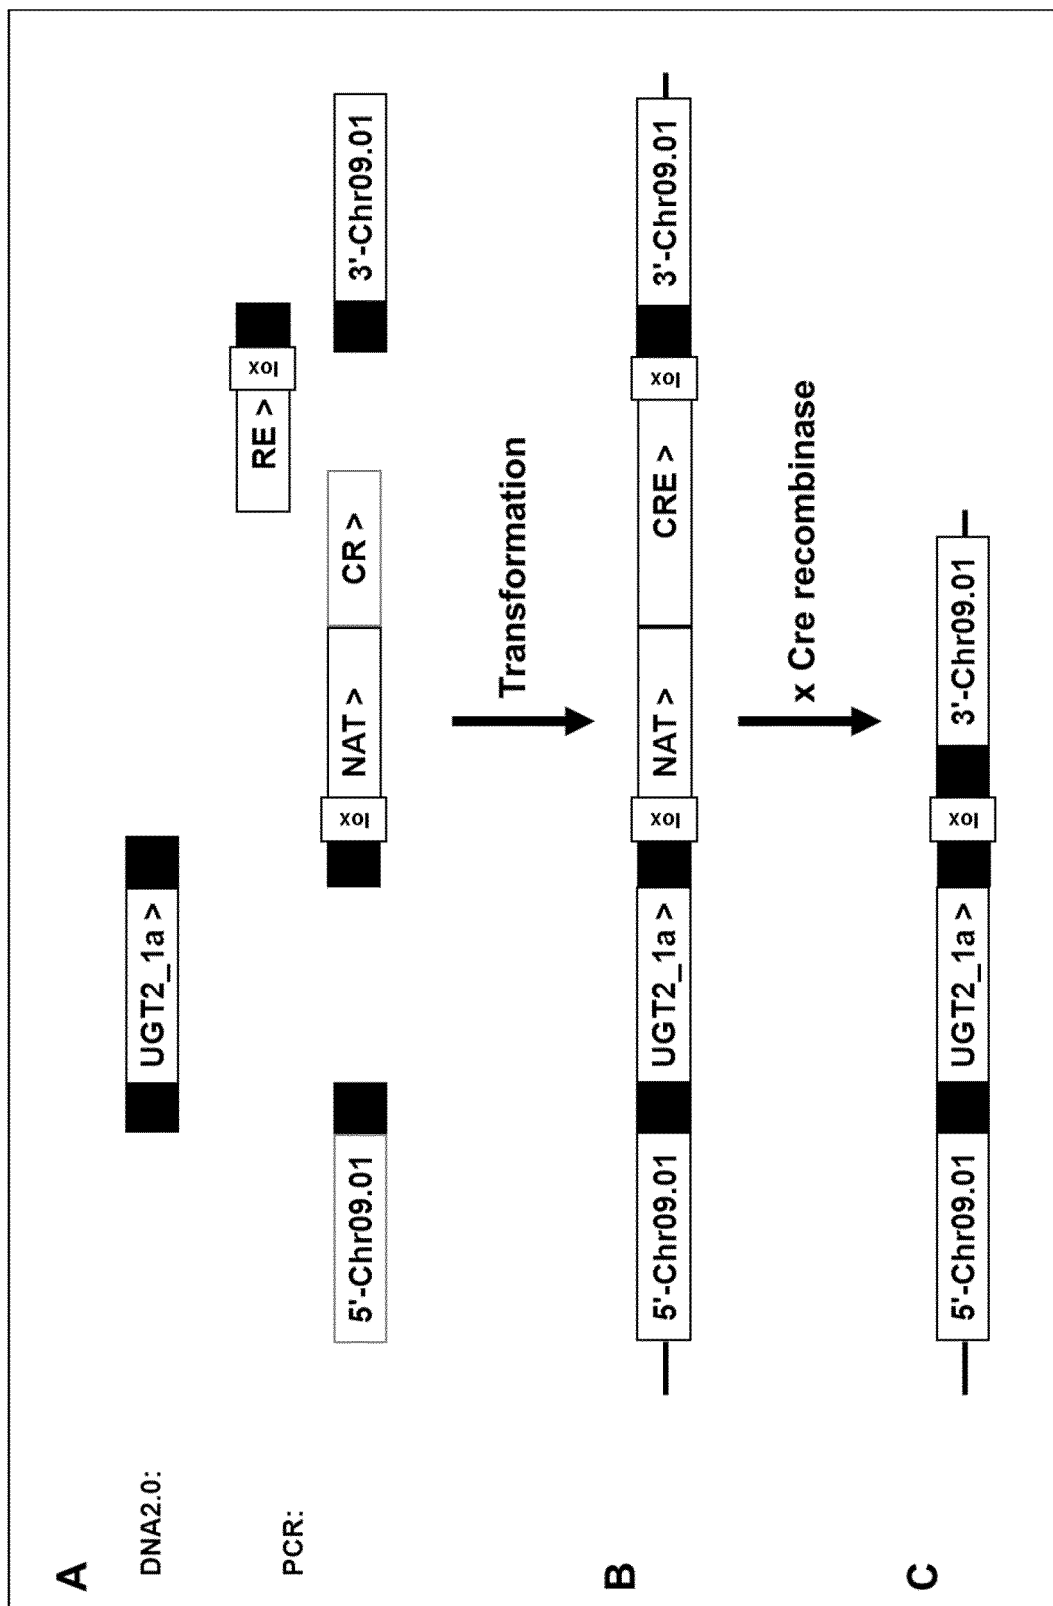 A
DNA2.0:
UGT2_1a >
PCR:
RE >
lox
5'-Chr09.01
lox
NAT >
CR >
3'-Chr09.01
Transformation
B
5'-Chr09.01
UGT2_1a >
lox
NAT >
CRE >
lox
3'-Chr09.01
x Cre recombinase
C
5'-Chr09.01
UGT2_1a >
lox
3'-Chr09.01